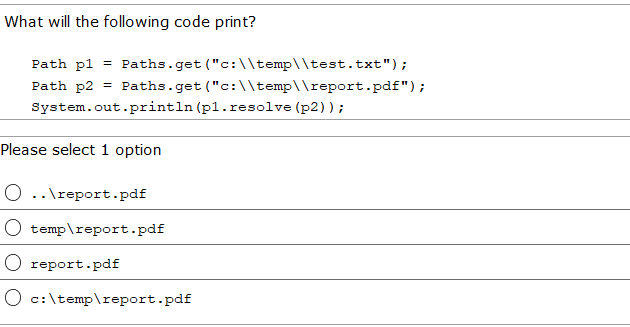 What will the following code print?
Path p1 = Paths.get("c:\\temp\\test.txt");
Path p2 = Paths.get("c:\\temp\\report.pdf");
System.out.println(p1.resolve(p2));
Please select 1 option
..\report.pdf
temp\report.pdf
report.pdf
c:\temp\report.pdf